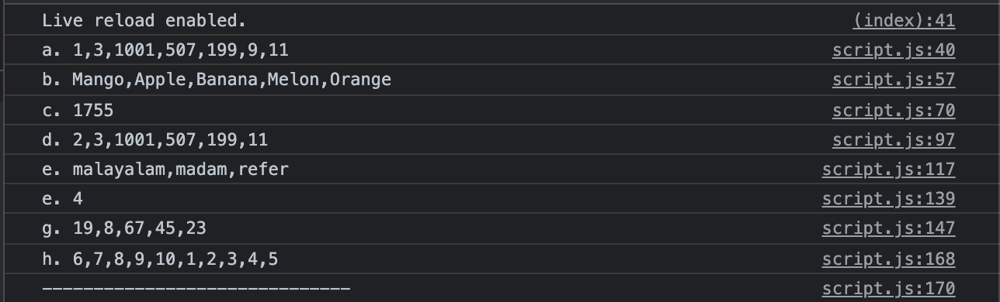 Live reload enabled. (index):41
a. 1,3,1001,507,199,9,11 script.js:40
b. Mango,Apple,Banana,Melon,Orange script.js:57
c. 1755 script.js:70
d. 2,3,1001,507,199,11 script.js:97
e. malayalam,madam,refer script.js:117
e. 4 script.js:139
g. 19,8,67,45,23 script.js:147
h. 6,7,8,9,10,1,2,3,4,5 script.js:168
------------------------------ script.js:170